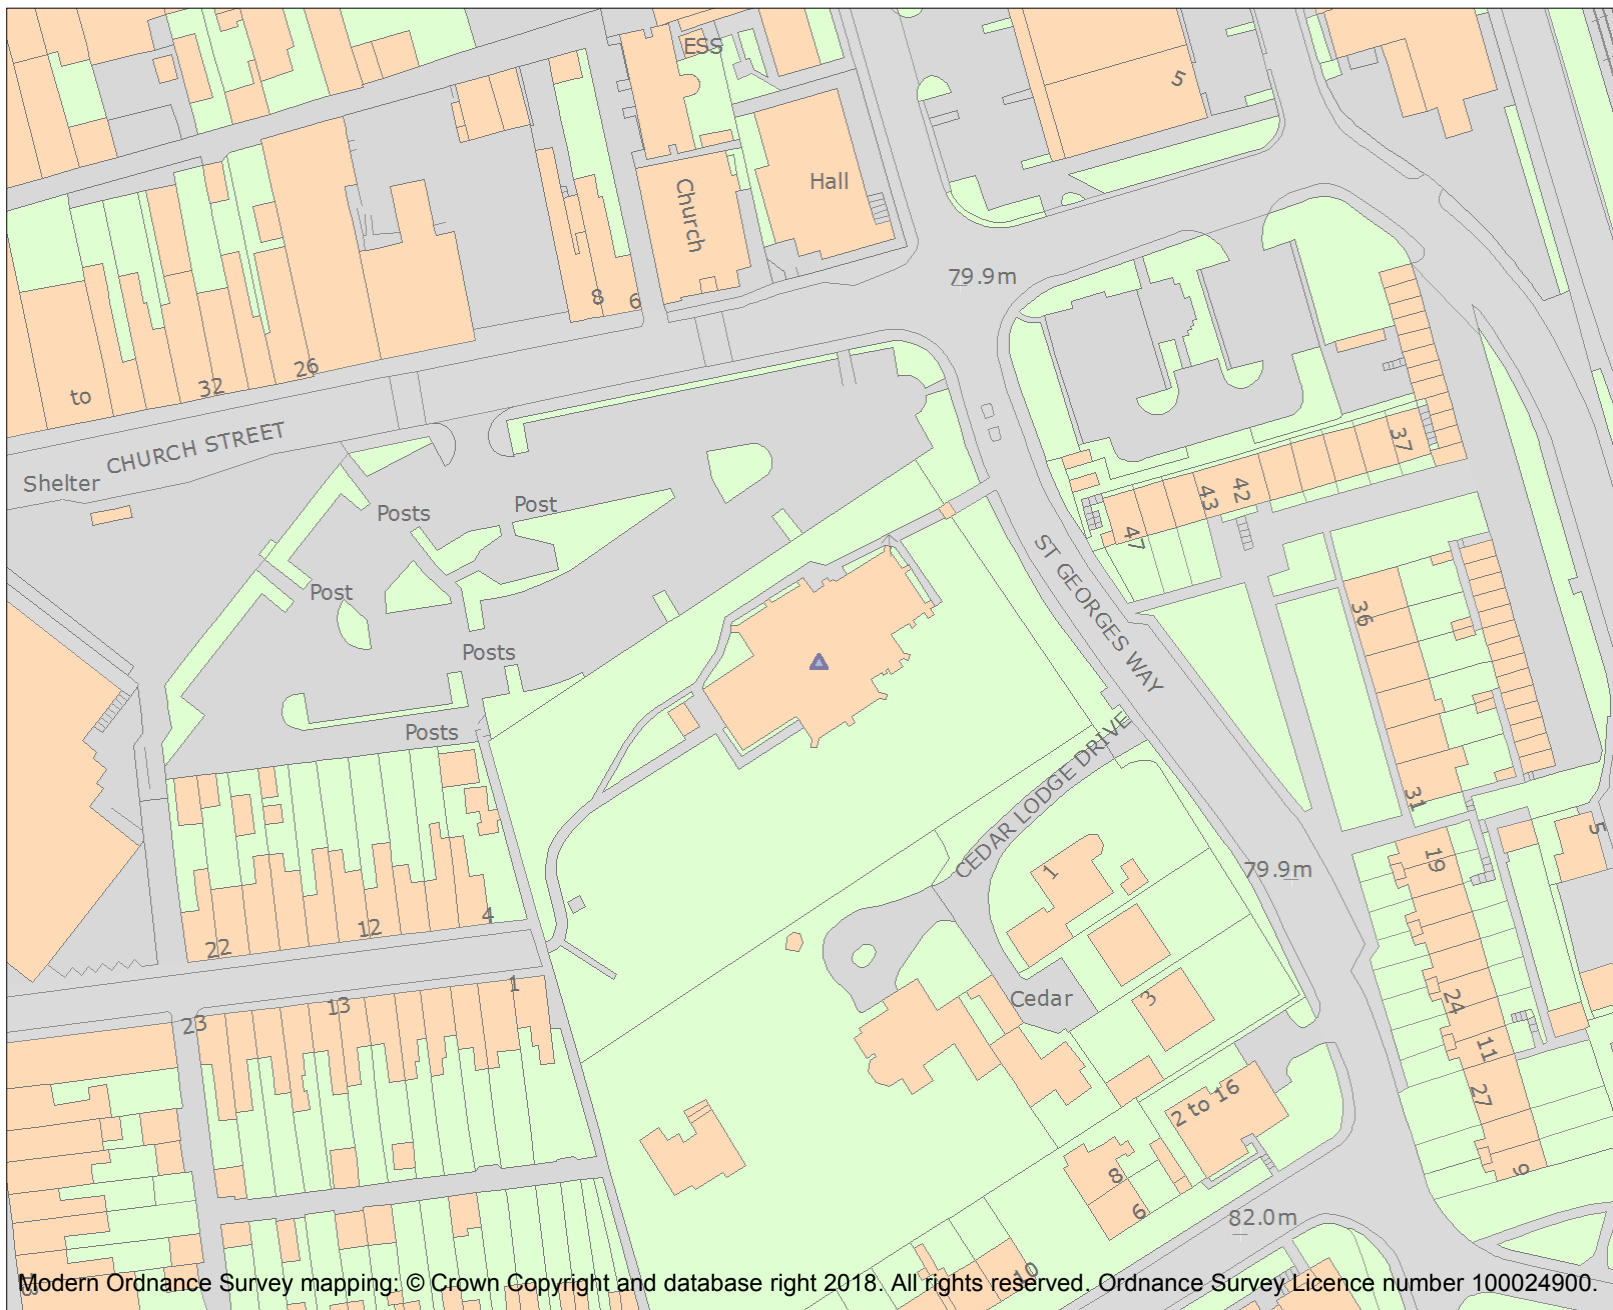 ESS
5
Church
Hall
79.9m
8
6
26
32
to
CHURCH STREET
Shelter
Posts
Post
37
42
43
47
ST GEORGES WAY
Post
36
Posts
Posts
CEDAR LODGE DRIVE
31
5
19
1
79.9m
4
12
22
1
13
23
Cedar
3
24
11
27
2 to 16
8
6
9
82.0m
10
Modern Ordnance Survey mapping: © Crown Copyright and database right 2018. All rights reserved. Ordnance Survey Licence number 100024900.